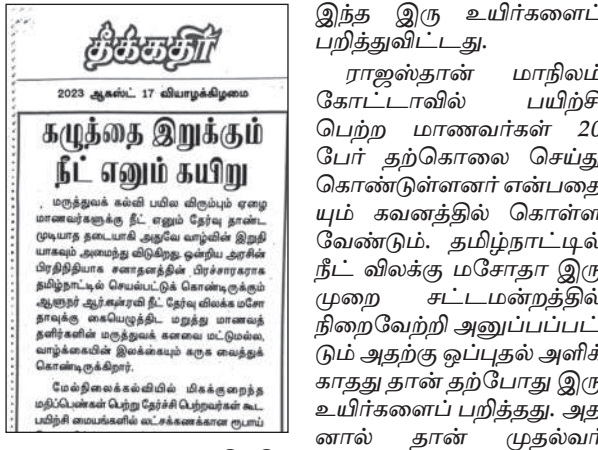 தீக்கதிர்
2023 ஆகஸ்ட் 17 வியாழக்கிழமை
கழுத்தை இறுக்கும்
நீட் எனும் கயிறு
மருத்துவக் கல்வி பயில விரும்பும் ஏழை
மாணவர்களுக்கு நீட் எனும் தேர்வு தாண்ட
முடியாத தடையாகி அதுவே வாழ்வின் இறுதி
யாகவும் அமைந்து விடுகிறது. ஒன்றிய அரசின்
பிரதிநிதியாக சனாதனத்தின் பிரச்சாரகராக
தமிழ்நாட்டில் செயல்பட்டுக் கொண்டிருக்கும்
ஆளுநர் ஆர்.என்.ரவி நீட் தேர்வு விலக்க மசோ
தாவுக்கு கையெழுத்திட மறுத்து மாணவத்
தளிர்களின் மருத்துவக் கனவை மட்டுமல்ல,
வாழ்க்கையின் இலக்கையும் கருக வைத்துக்
கொண்டிருக்கிறார்.
மேல்நிலைக்கல்வியில் மிகக்குறைந்த
மதிப்பெண்கள் பெற்று தேர்ச்சி பெற்றவர்கள் கூட
பயிற்சி மையங்களில் லட்சக்கணக்கான ரூபாய்
இந்த இரு உயிர்களைப்
பறித்துவிட்டது.
ராஜஸ்தான் மாநிலம்
கோட்டாவில் பயிற்சி
பெற்ற மாணவர்கள் 20
பேர் தற்கொலை செய்து
கொண்டுள்ளனர் என்பதை
யும் கவனத்தில் கொள்ள
வேண்டும். தமிழ்நாட்டில்
நீட் விலக்கு மசோதா இரு
முறை சட்டமன்றத்தில்
நிறைவேற்றி அனுப்பப்பட்
டும் அதற்கு ஒப்புதல் அளிக்
காதது தான் தற்போது இரு
உயிர்களைப் பறித்தது. அத
னால் தான் முதல்வர்